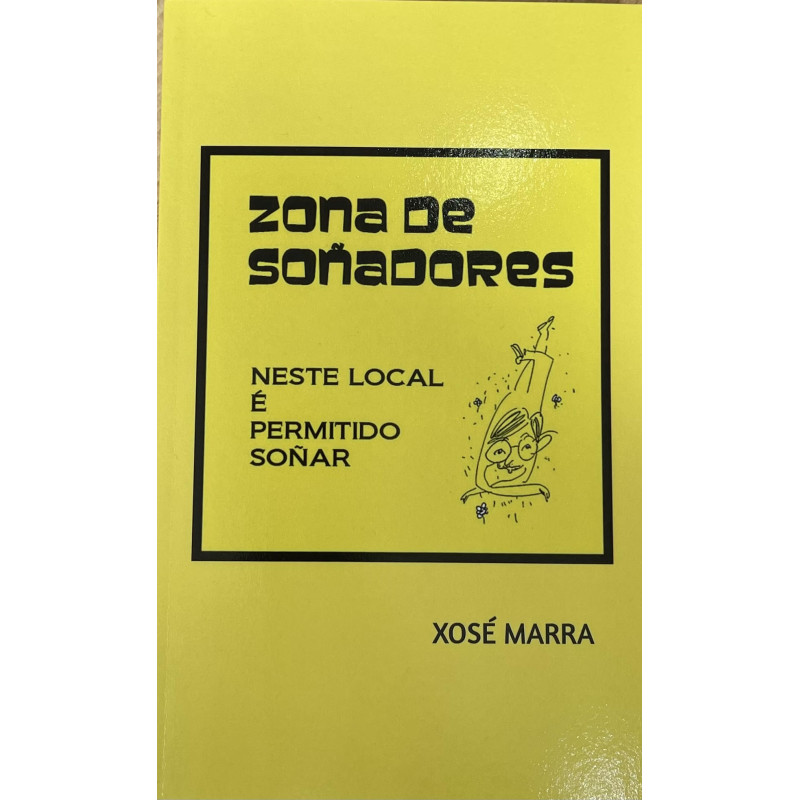 ZONA DE
SOÑADORES
NESTE LOCAL
É
PERMITIDO
SOÑAR
XOSÉ MARRA